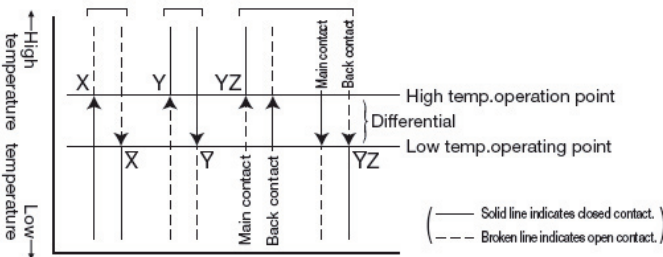 High temperature
Low temperature
X
Y
YZ
Main contact
Back contact
High temp.operation point
Differential
Low temp.operating point
X̅
Y̅
Y̅Z
Main contact
Back contact
Solid line indicates closed contact.
Broken line indicates open contact.